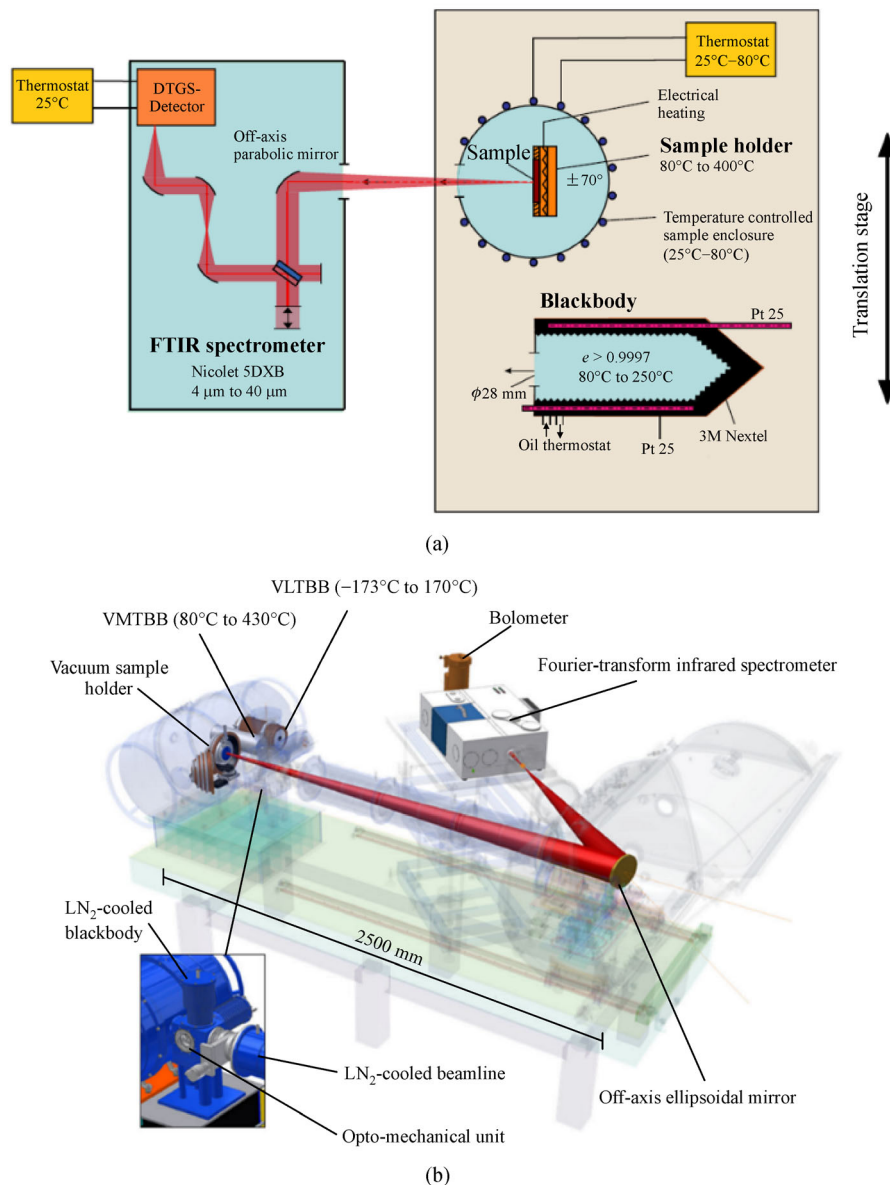 Thermostat
25°C
DTGS-
Detector
Off-axis
parabolic mirror
FTIR spectrometer
Nicolet 5DXB
4 μm to 40 μm
Thermostat
25°C−80°C
Electrical
heating
Sample
Sample holder
80°C to 400°C
±70°
Temperature controlled
sample enclosure
(25°C−80°C)
Translation stage
Blackbody
Pt 25
e > 0.9997
80°C to 250°C
ϕ28 mm
Oil thermostat
Pt 25
3M Nextel
(a)
VLTBB (−173°C to 170°C)
VMTBB (80°C to 430°C)
Bolometer
Vacuum sample
holder
Fourier-transform infrared spectrometer
LN₂-cooled
blackbody
2500 mm
LN₂-cooled beamline
Off-axis ellipsoidal mirror
Opto-mechanical unit
(b)